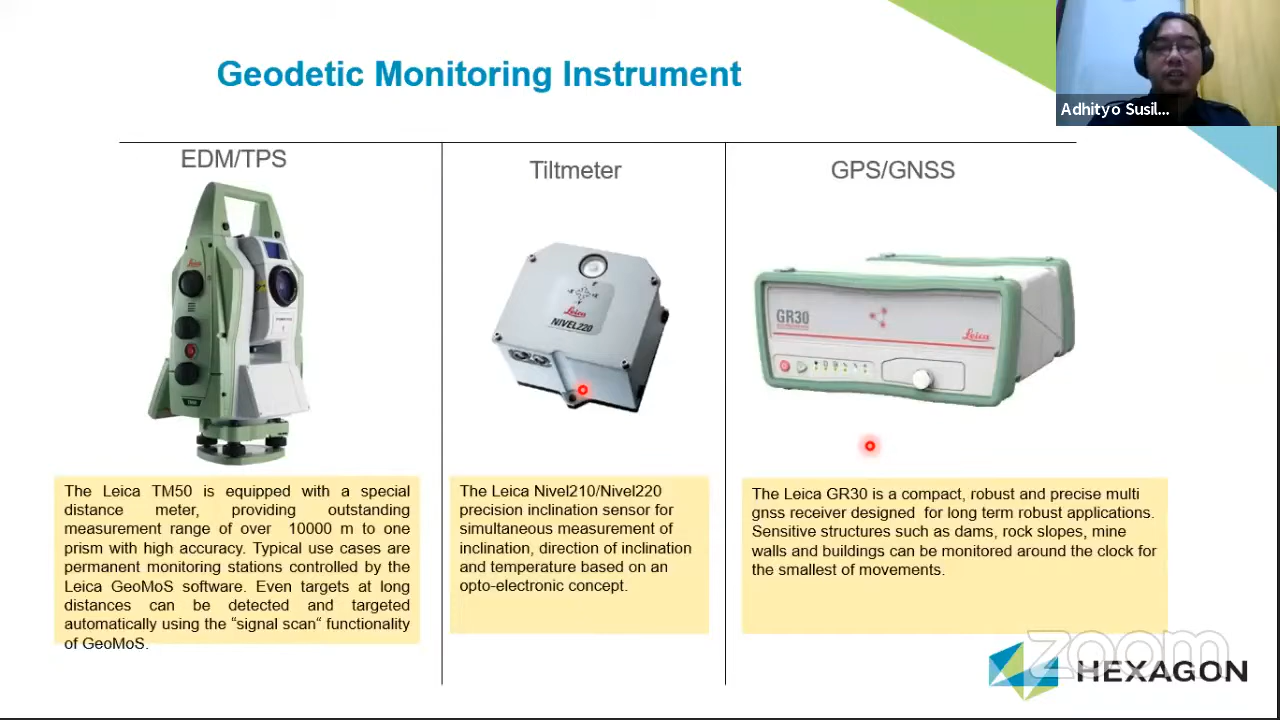 Geodetic Monitoring Instrument
Adhityo Susil...
EDM/TPS
Leica
The Leica TM50 is equipped with a special
distance meter, providing outstanding
measurement range of over 10000 m to one
prism with high accuracy. Typical use cases are
permanent monitoring stations controlled by the
Leica GeoMoS software. Even targets at long
distances can be detected and targeted
automatically using the “signal scan“ functionality
of GeoMoS.
Tiltmeter
Leica
NIVEL220
The Leica Nivel210/Nivel220
precision inclination sensor for
simultaneous measurement of
inclination, direction of inclination
and temperature based on an
opto-electronic concept.
GPS/GNSS
GR30
Leica
The Leica GR30 is a compact, robust and precise multi
gnss receiver designed for long term robust applications.
Sensitive structures such as dams, rock slopes, mine
walls and buildings can be monitored around the clock for
the smallest of movements.
zoom
HEXAGON